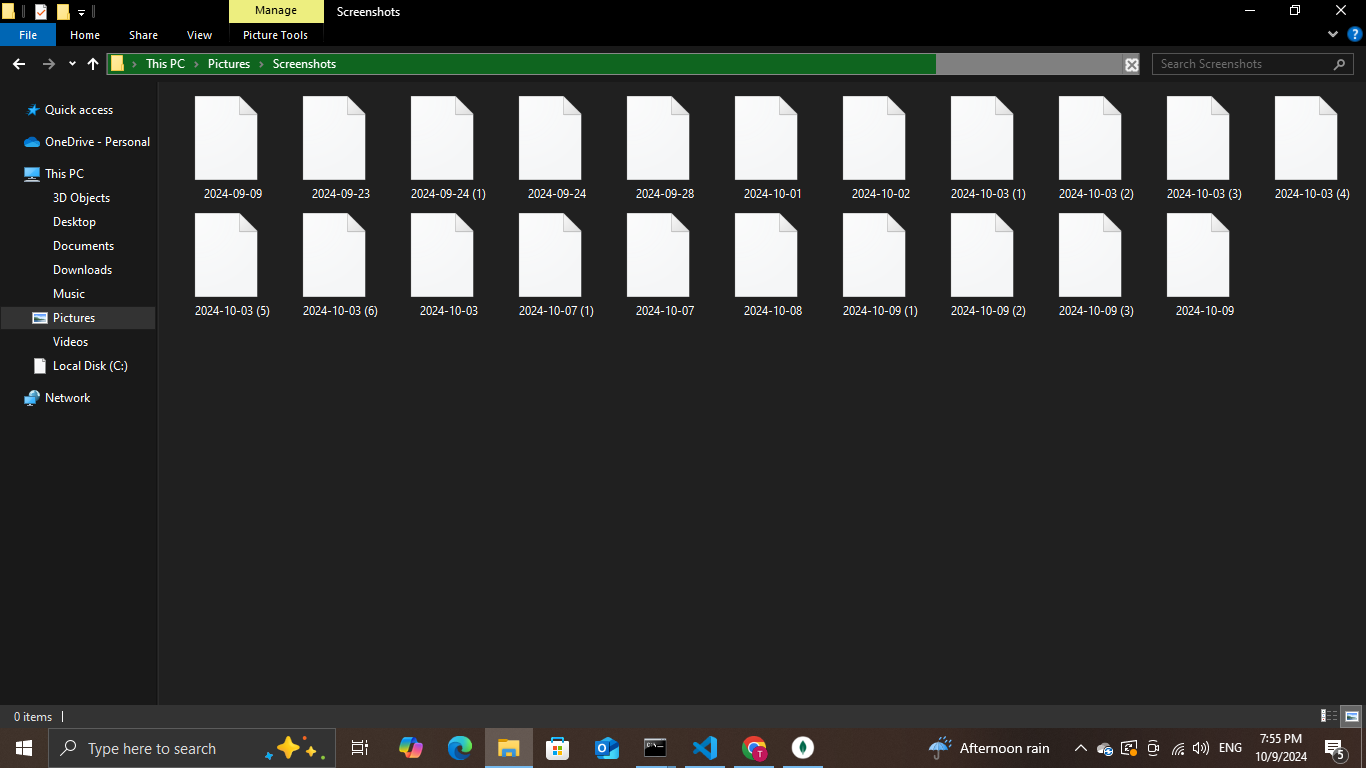 Manage
Screenshots
File
Home
Share
View
Picture Tools
?
This PC
Pictures
Screenshots
Search Screenshots
Quick access
OneDrive - Personal
This PC
3D Objects
Desktop
Documents
Downloads
Music
Pictures
Videos
Local Disk (C:)
Network
2024-09-09
2024-09-23
2024-09-24 (1)
2024-09-24
2024-09-28
2024-10-01
2024-10-02
2024-10-03 (1)
2024-10-03 (2)
2024-10-03 (3)
2024-10-03 (4)
2024-10-03 (5)
2024-10-03 (6)
2024-10-03
2024-10-07 (1)
2024-10-07
2024-10-08
2024-10-09 (1)
2024-10-09 (2)
2024-10-09 (3)
2024-10-09
0 items
Type here to search
T
Afternoon rain
ENG
7:55 PM
10/9/2024
5